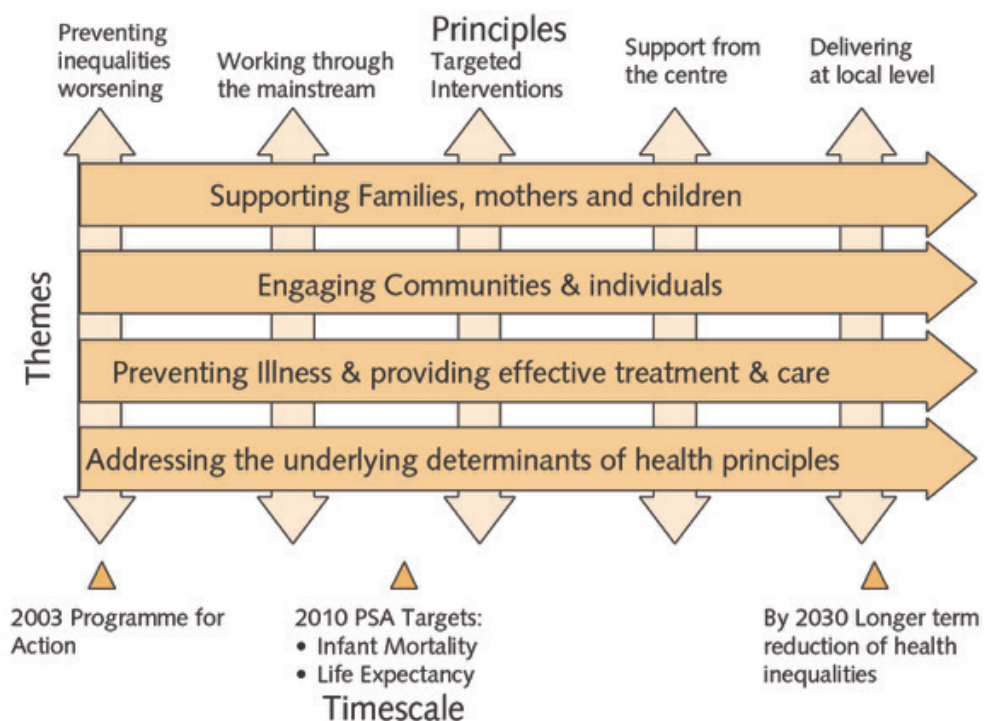 Principles
Preventing
inequalities
worsening
Working through
the mainstream
Targeted
Interventions
Support from
the centre
Delivering
at local level
Themes
Supporting Families, mothers and children
Engaging Communities & individuals
Preventing Illness & providing effective treatment & care
Addressing the underlying determinants of health principles
2003 Programme for
Action
2010 PSA Targets:
• Infant Mortality
• Life Expectancy
By 2030 Longer term
reduction of health
inequalities
Timescale